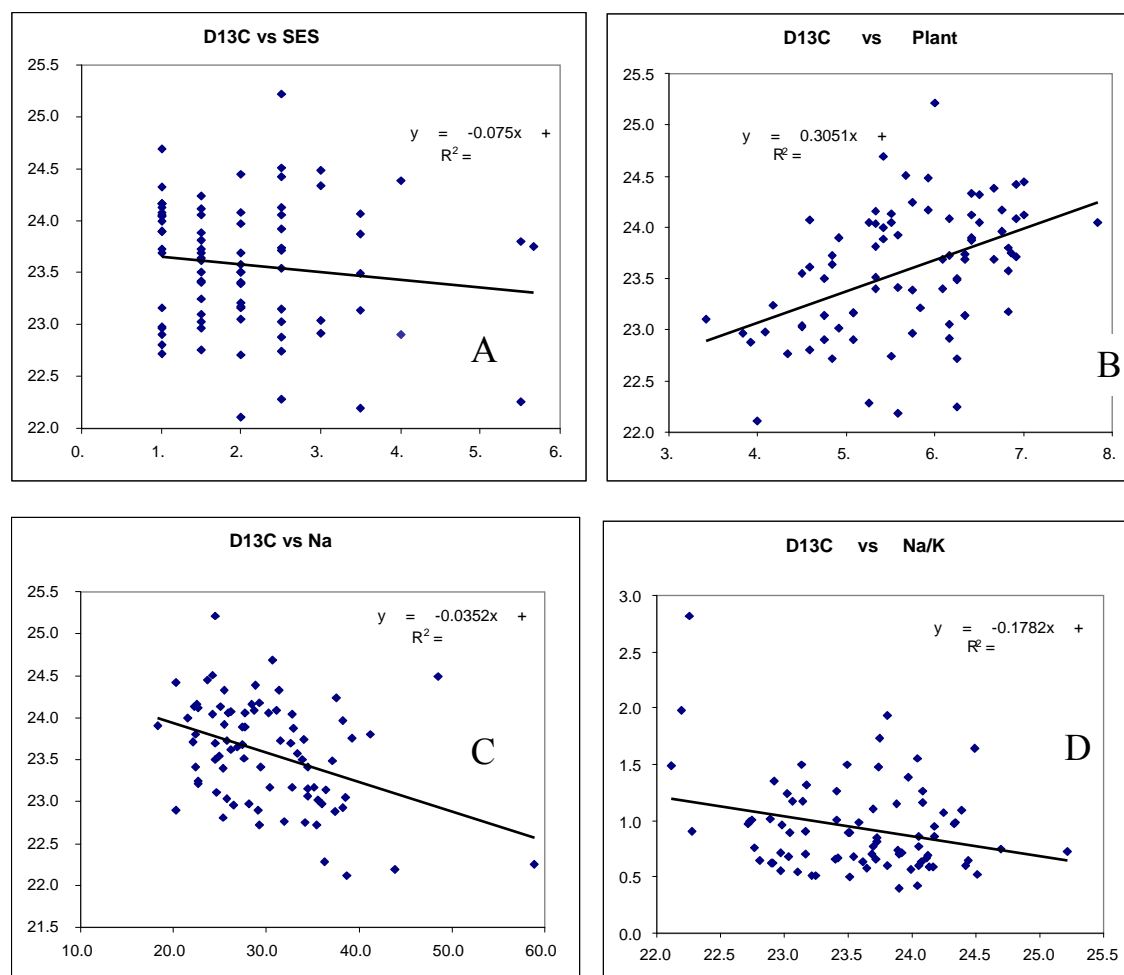 D13C vs SES
25.5
25.0
24.5
24.0
23.5
23.0
22.5
22.0
0. 1. 2. 3. 4. 5. 6.
y = -0.075x +
R² =
A
D13C vs Plant
25.5
25.0
24.5
24.0
23.5
23.0
22.5
22.0
3. 4. 5. 6. 7. 8.
y = 0.3051x +
R² =
B
D13C vs Na
25.5
25.0
24.5
24.0
23.5
23.0
22.5
22.0
21.5
10.0 20.0 30.0 40.0 50.0 60.0
y = -0.0352x +
R² =
C
D13C vs Na/K
3.0
2.5
2.0
1.5
1.0
0.5
0.0
22.0 22.5 23.0 23.5 24.0 24.5 25.0 25.5
y = -0.1782x +
R² =
D